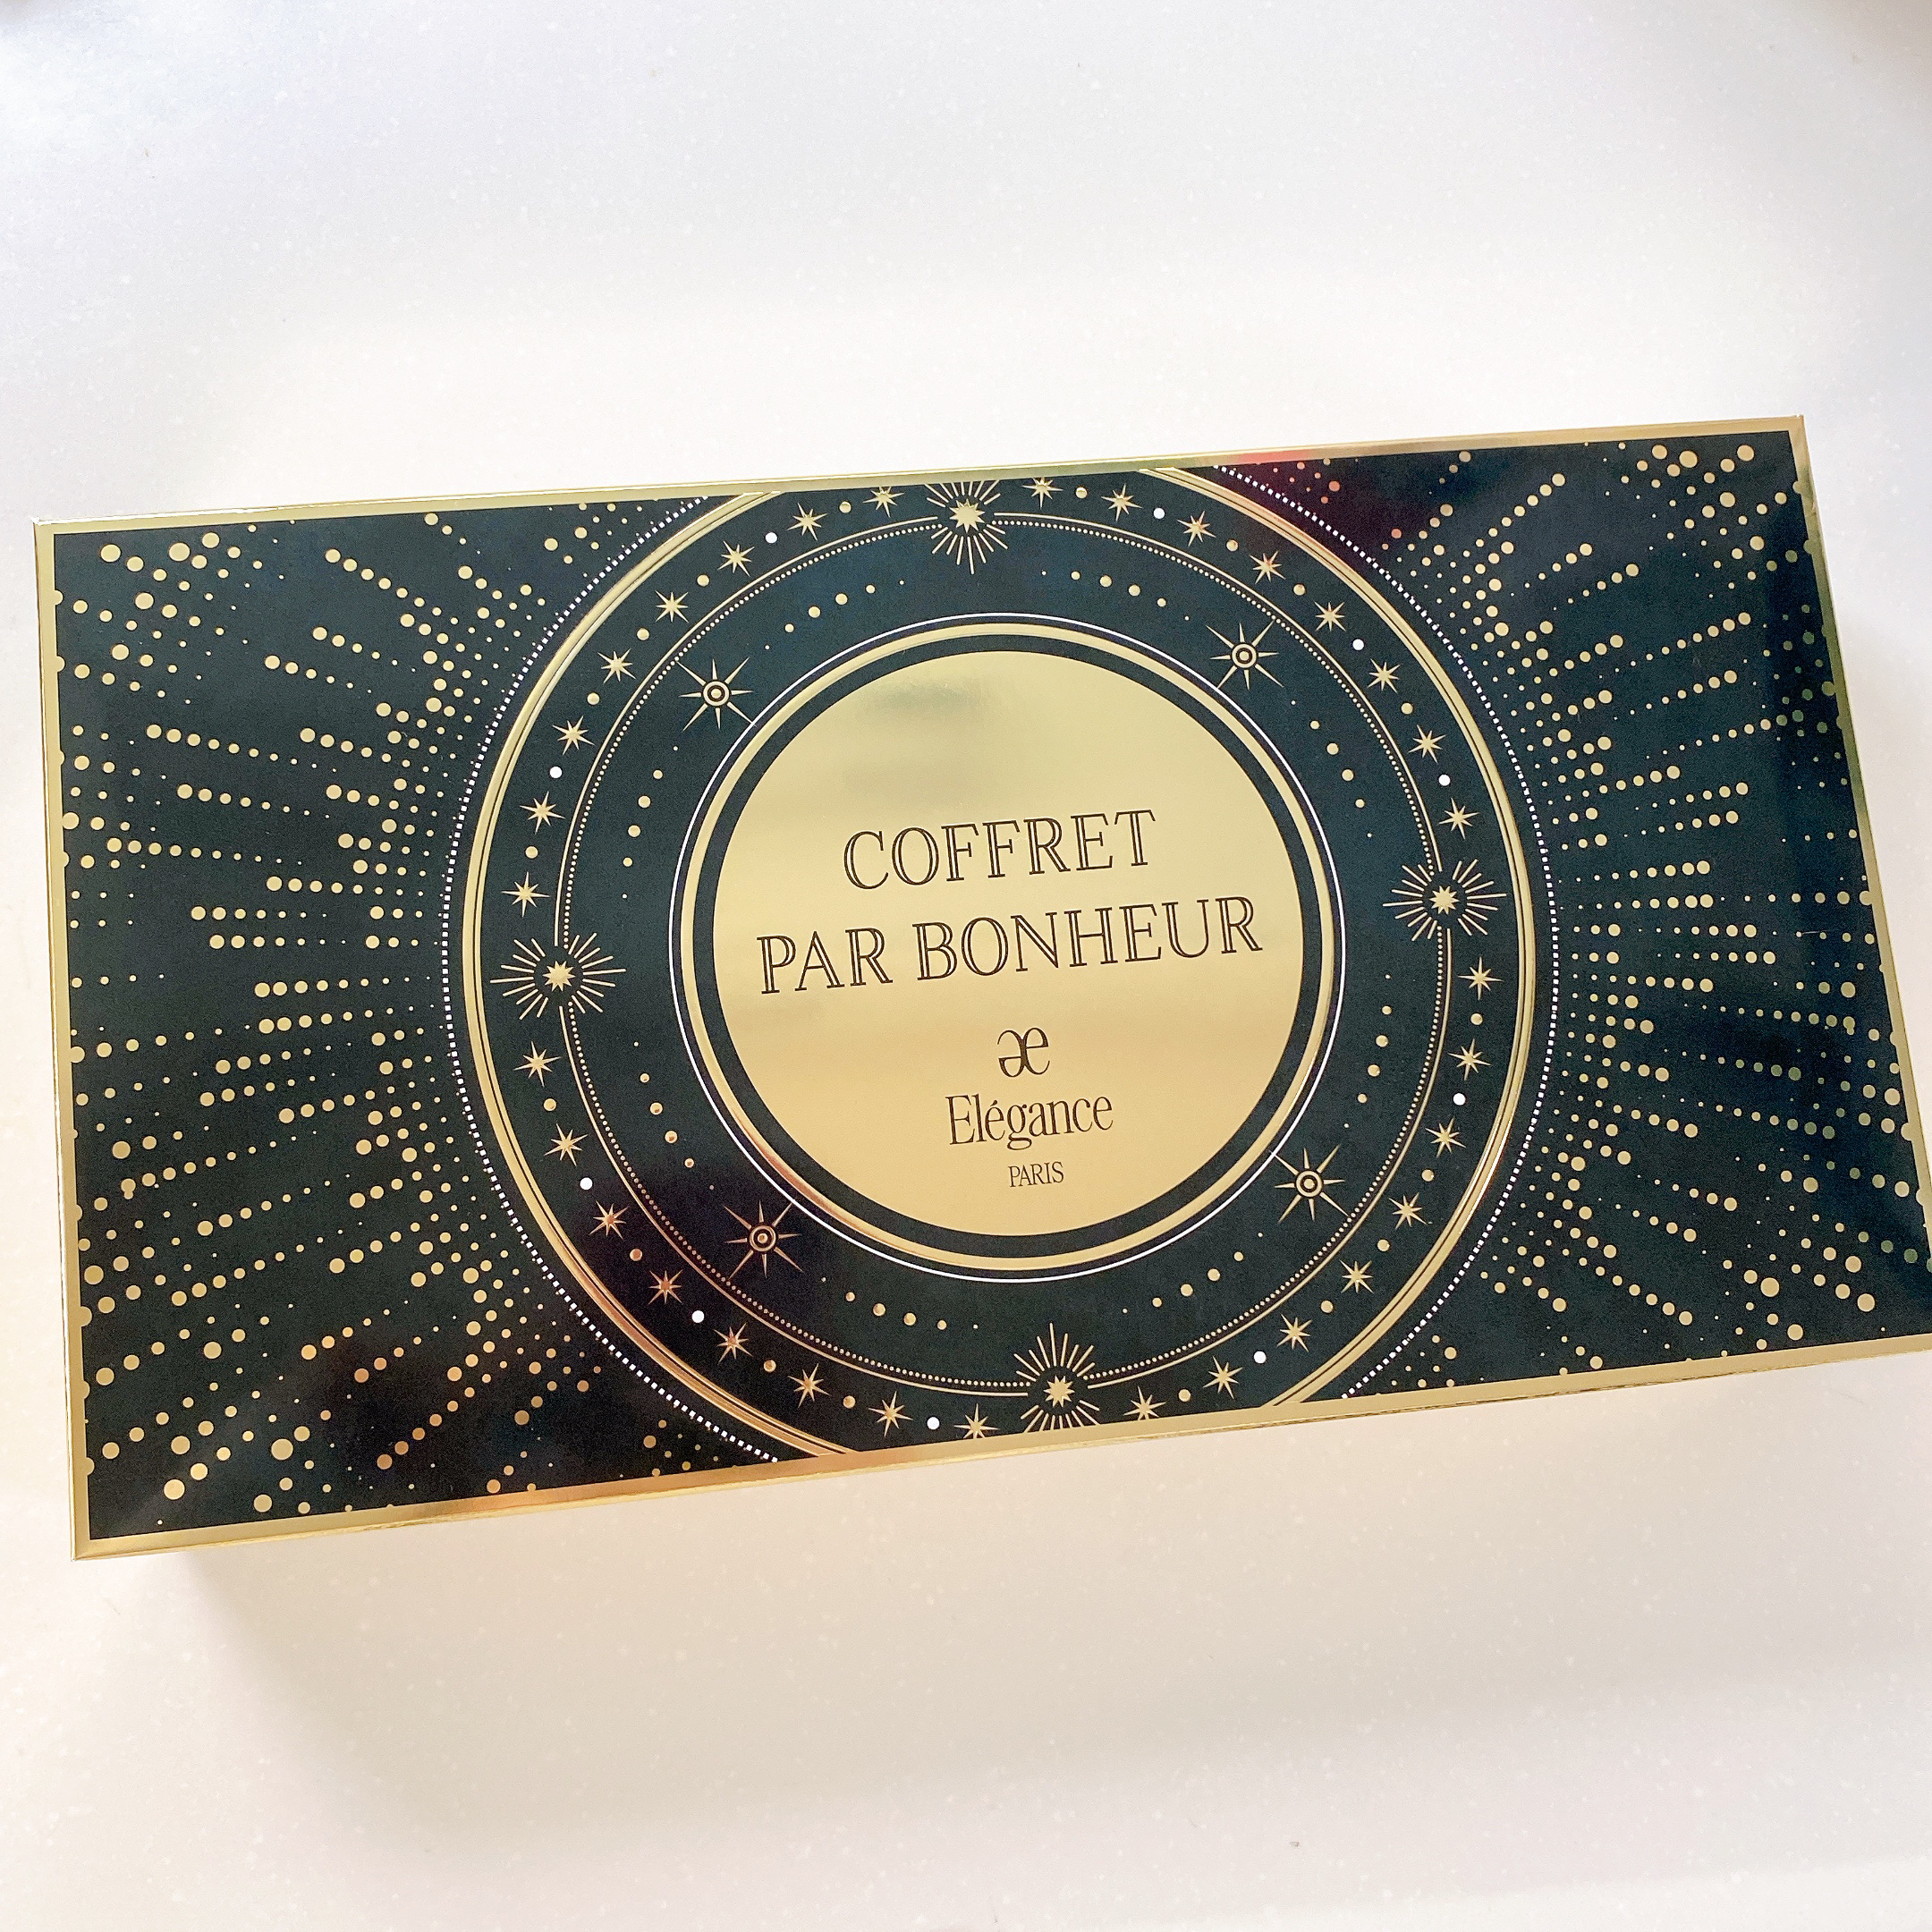 COFFRET
PAR BONHEUR
æ
Elégance
PARIS